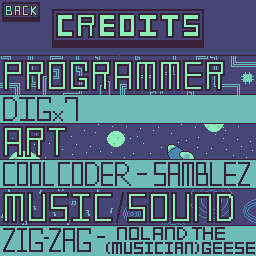 BACK
CREDITS
PROGRAMMER
DIGx7
ART
COOLCODER - SAMBLEZ
MUSIC/SOUND
ZIG-ZAG - NOLAND THE
(MUSICIAN) GEESE